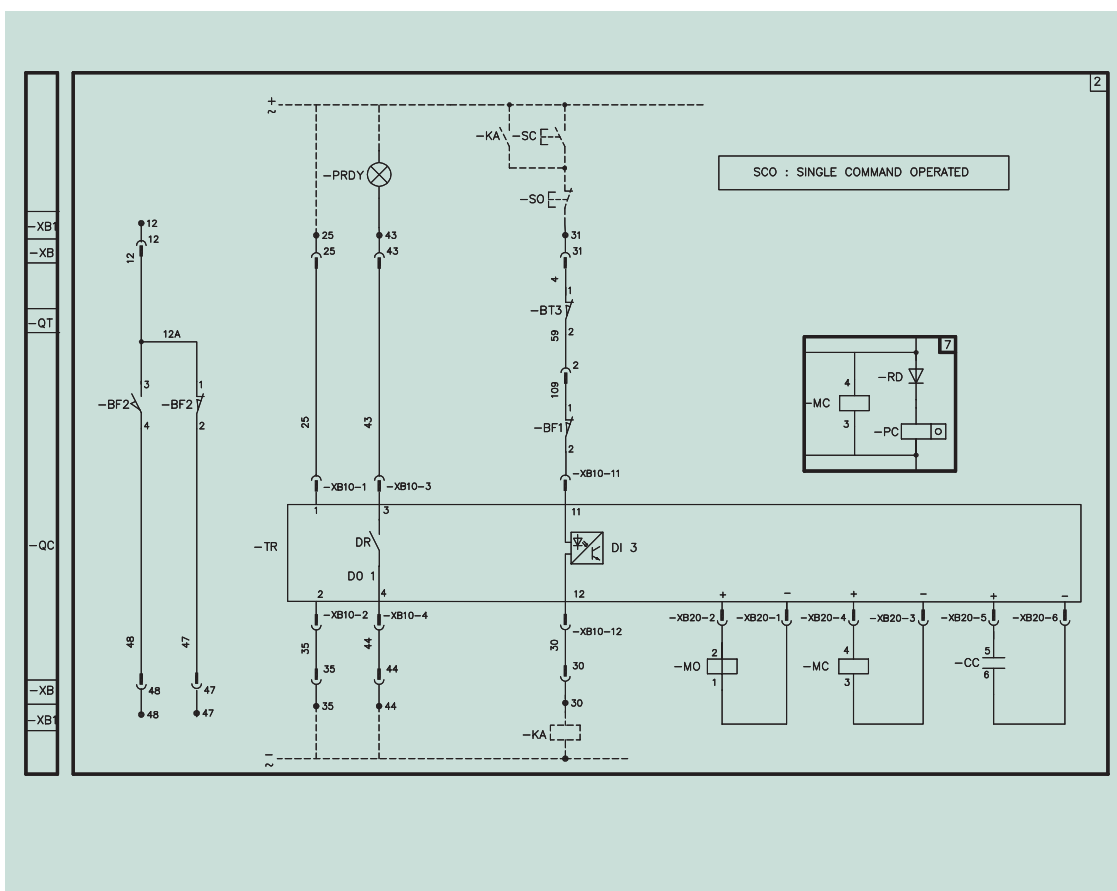 2
+
~
-KA
-SC
-PRDY
SCO : SINGLE COMMAND OPERATED
-SO
-XB1
12
25
43
31
12
25
43
31
-XB
12
4
1
-BT3
2
-QT
12A
59
7
2
3
1
109
4
-RD
-BF2
-BF2
1
-MC
4
2
25
43
-BF1
3
-PC
2
-XB10-11
-XB10-1
-XB10-3
1
3
11
-QC
-TR
DR
DI 3
DO 1
2
4
12
+
-
+
-
+
-
-XB10-2
-XB10-4
-XB10-12
-XB20-2
-XB20-1
-XB20-4
-XB20-3
-XB20-5
-XB20-6
48
47
35
44
30
2
4
5
35
44
30
-MO
-MC
-CC
1
3
6
-XB
48
47
35
44
30
-XB1
48
47
-KA
-
~